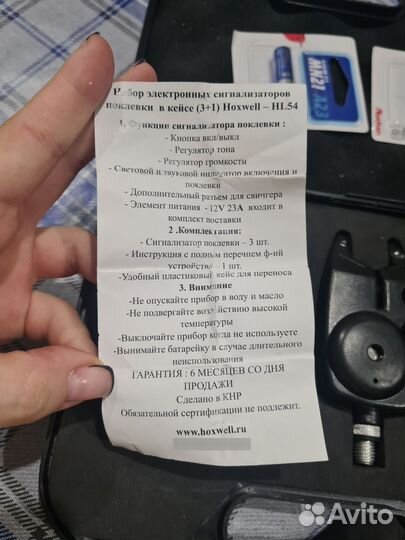 Набор электронных сигнализаторов
поклевки в кейсе (3+1) Hoxwell – HL54
1. Функции сигнализатора поклевки :
- Кнопка вкл/выкл
- Регулятор тона
- Регулятор громкости
- Световой и звуковой индикатор включения и
поклевки
- Дополнительный разъем для свингера
- Элемент питания - 12V 23A входит в
комплект поставки
2 .Комплектация:
- Сигнализатор поклевки – 3 шт.
- Инструкция с полным перечнем ф-ий
устройства – 1 шт.
-Удобный пластиковый кейс для переноса
3. Внимание
-Не опускайте прибор в воду и масло
-Не подвергайте воздействию высокой
температуры
-Выключайте прибор когда не используете
-Вынимайте батарейку в случае длительного
неиспользования
ГАРАНТИЯ : 6 МЕСЯЦЕВ СО ДНЯ
ПРОДАЖИ
Сделано в КНР
Обязательной сертификации не подлежит.
www.hoxwell.ru
MN21
A23
Avito